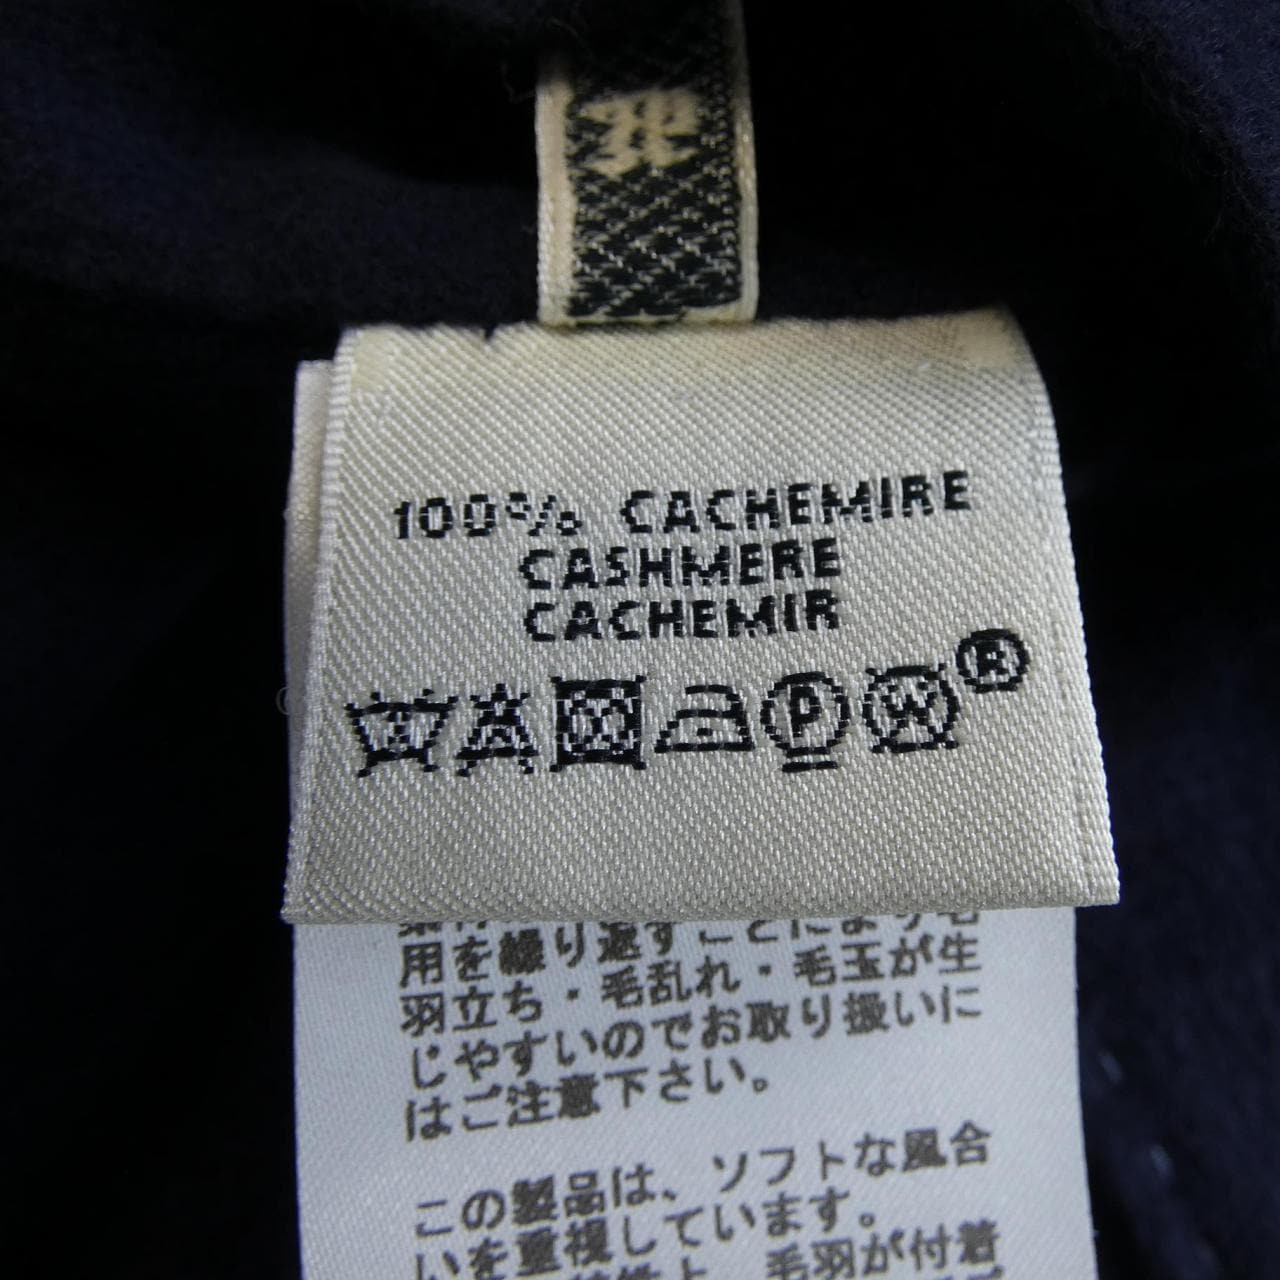 100% CACHEMIRE
CASHMERE
CACHEMIR
P W ®
用を繰り返すことにより毛
羽立ち・毛乱れ・毛玉が生
じやすいのでお取り扱いに
はご注意下さい。
この製品は、ソフトな風合
いを重視しています。
毛羽が付着